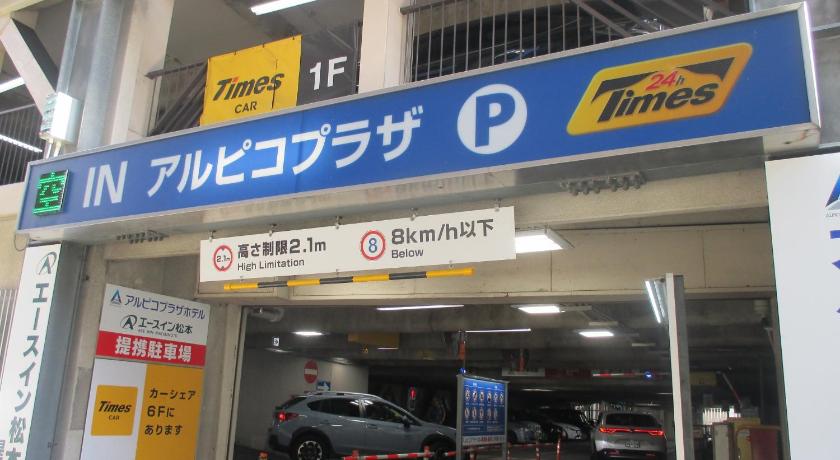 Times
CAR
1F
空 IN アルピコプラザ P 24h Times
2.1m 高さ制限2.1m
High Limitation
8 8km/h以下
Below
エースイン松本
アルピコプラザホテル
エースイン松本
提携駐車場
Times
CAR
カーシェア
6Fに
あります